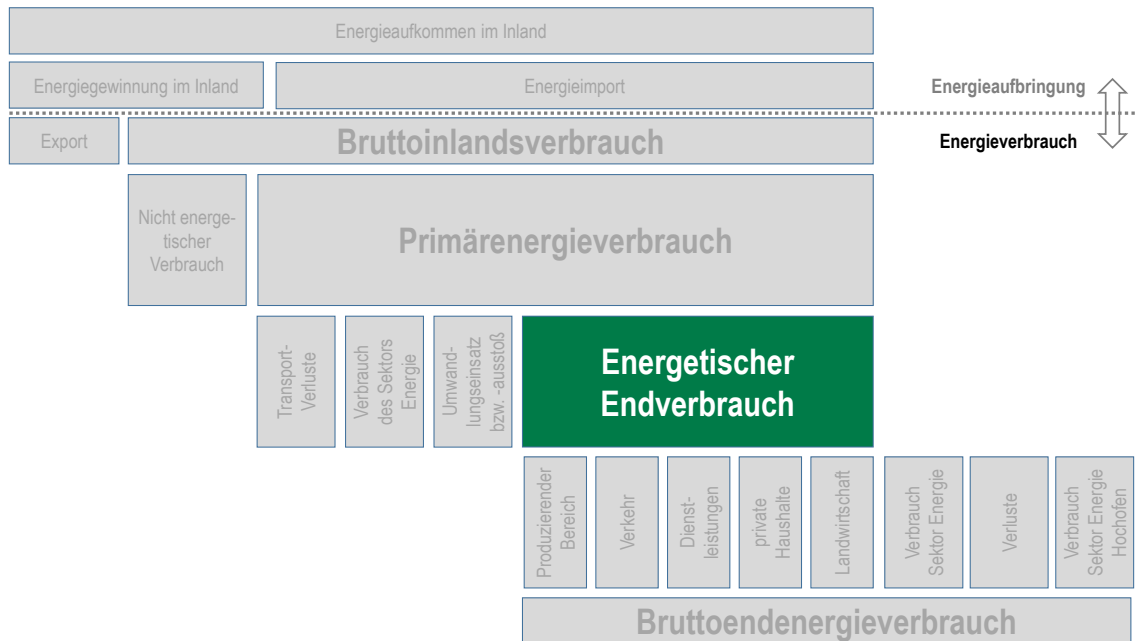 Energieaufkommen im Inland
Energiegewinnung im Inland
Energieimport
Energieaufbringung
Export
Bruttoinlandsverbrauch
Energieverbrauch
Nicht energe-
tischer
Verbrauch
Primärenergieverbrauch
Transport-
Verluste
Verbrauch
des Sektors
Energie
Umwand-
lungseinsatz
bzw. -ausstoß
Energetischer
Endverbrauch
Produzierender
Bereich
Verkehr
Dienst-
leistungen
private
Haushalte
Landwirtschaft
Verbrauch
Sektor Energie
Verluste
Verbrauch
Sektor Energie
Hochofen
Bruttoendenergieverbrauch